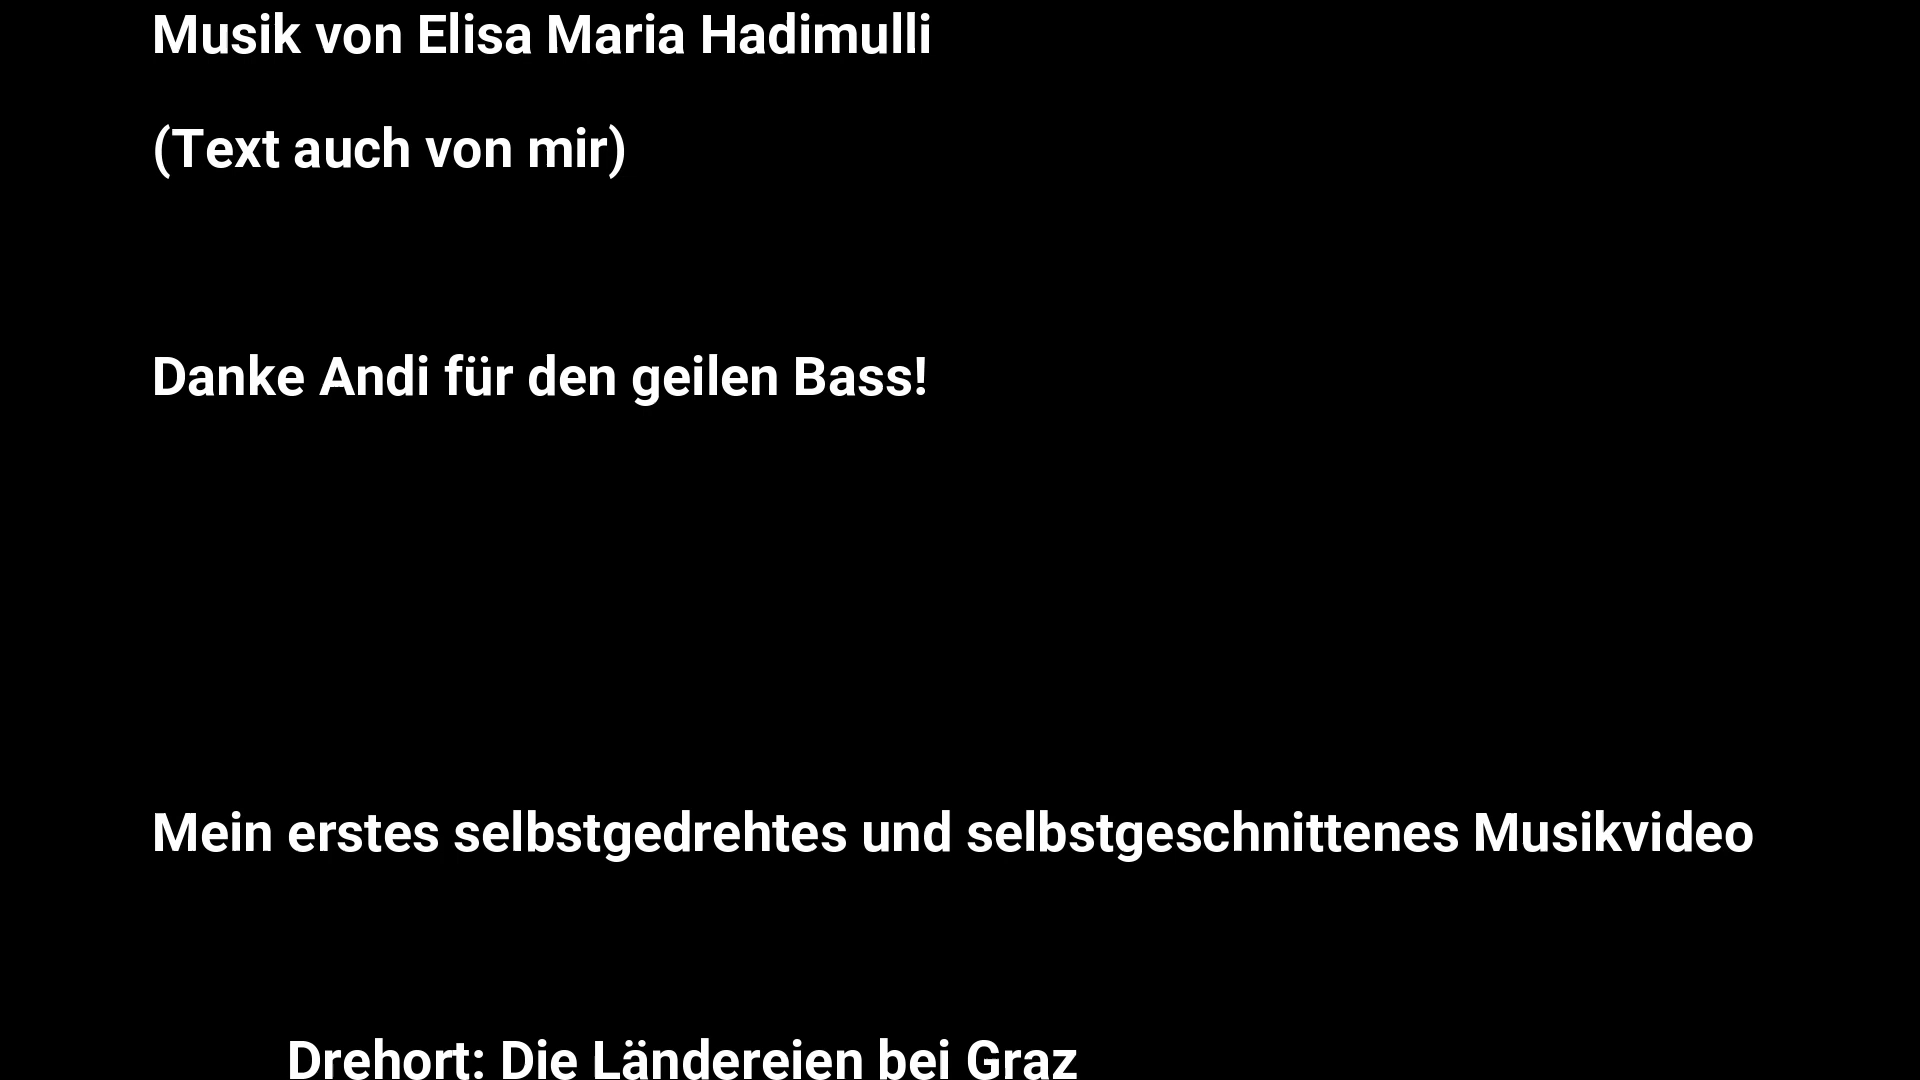 Musik von Elisa Maria Hadimulli
(Text auch von mir)
Danke Andi für den geilen Bass!
Mein erstes selbstgedrehtes und selbstgeschnittenes Musikvideo
Drehort: Die Ländereien bei Graz